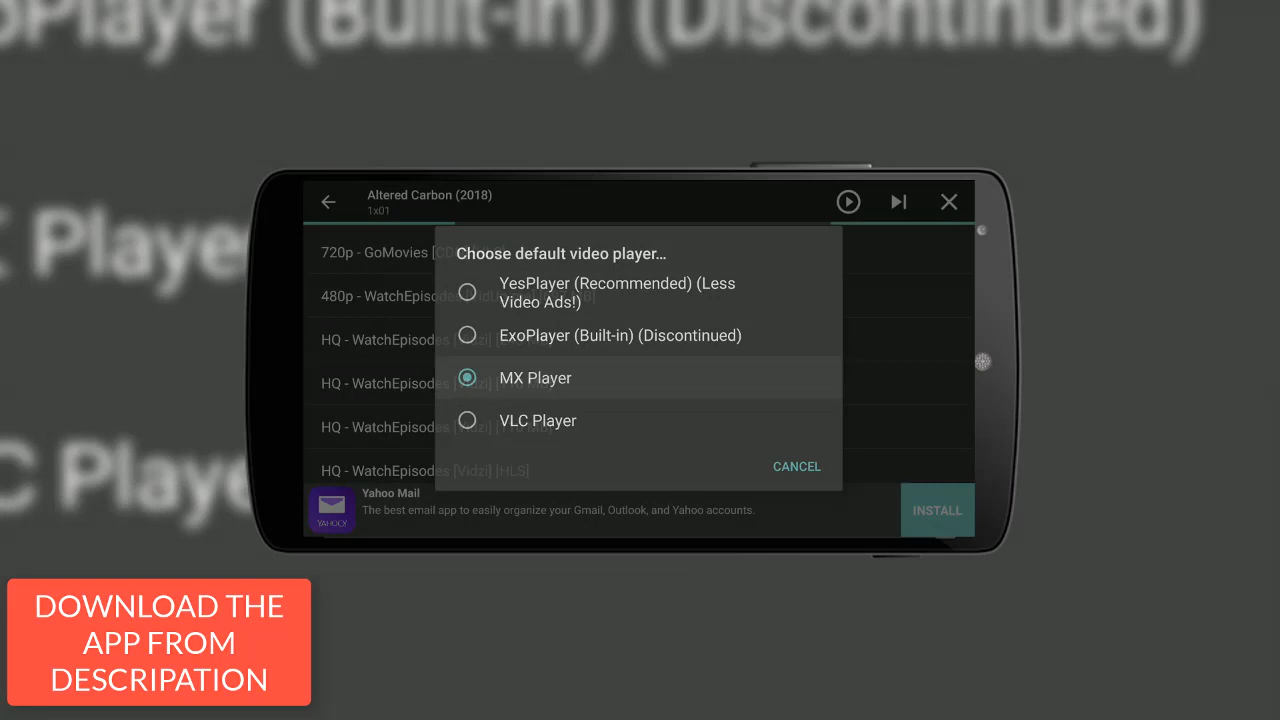 oPlayer (Built-in) (Discontinued)
K Player
C Player
Altered Carbon (2018)
1x01
Choose default video player...
720p - GoMovies
YesPlayer (Recommended) (Less
Video Ads!)
480p - WatchEpisodes
ExoPlayer (Built-in) (Discontinued)
HQ - WatchEpisodes
MX Player
HQ - WatchEpisodes
VLC Player
HQ - WatchEpisodes
HQ - WatchEpisodes [Vidzi] [HLS]
CANCEL
YAHOO!
Yahoo Mail
The best email app to easily organize your Gmail, Outlook, and Yahoo accounts.
INSTALL
DOWNLOAD THE
APP FROM
DESCRIPATION